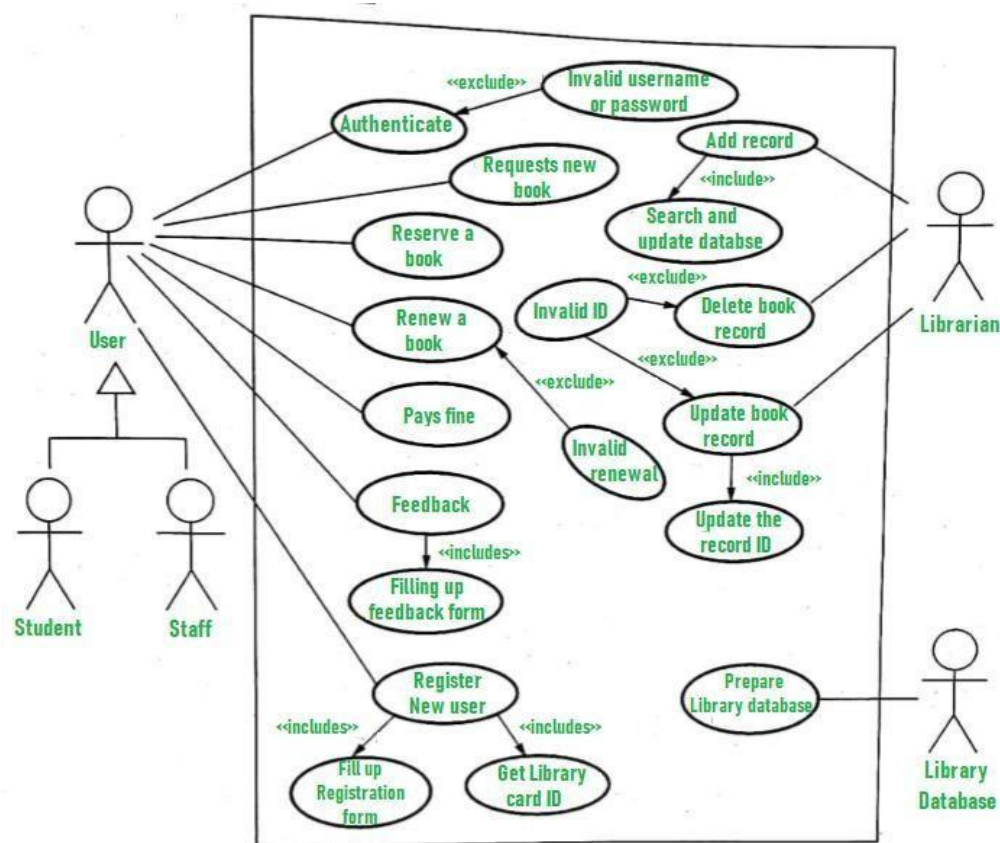 «exclude»
Invalid username
or password
Authenticate
Add record
Requests new
book
«include»
Search and
update databse
Reserve a
book
«exclude»
Invalid ID
Delete book
record
User
Librarian
Renew a
book
«exclude»
«exclude»
Pays fine
Update book
record
Invalid
renewal
«include»
Feedback
Update the
record ID
«includes»
Filling up
feedback form
Student
Staff
Register
New user
Prepare
Library database
«includes»
«includes»
Fill up
Registration
form
Get Library
card ID
Library
Database